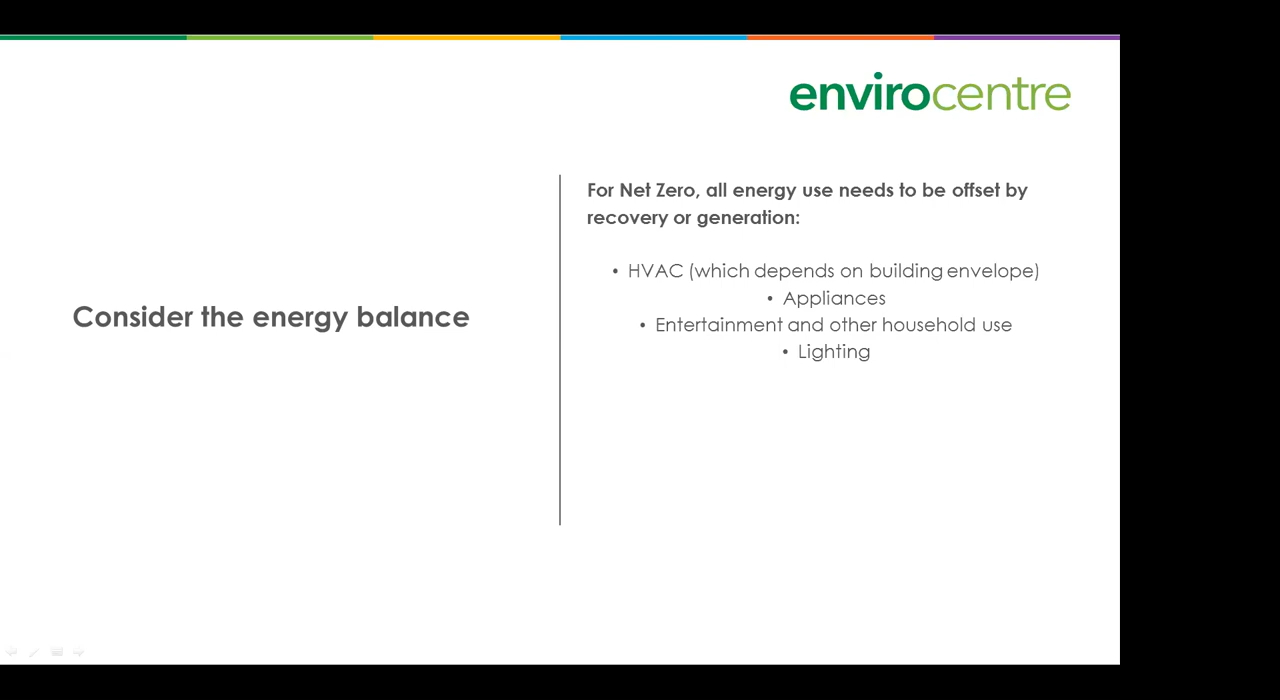 envirocentre
Consider the energy balance
For Net Zero, all energy use needs to be offset by
recovery or generation:
• HVAC (which depends on building envelope)
• Appliances
• Entertainment and other household use
• Lighting